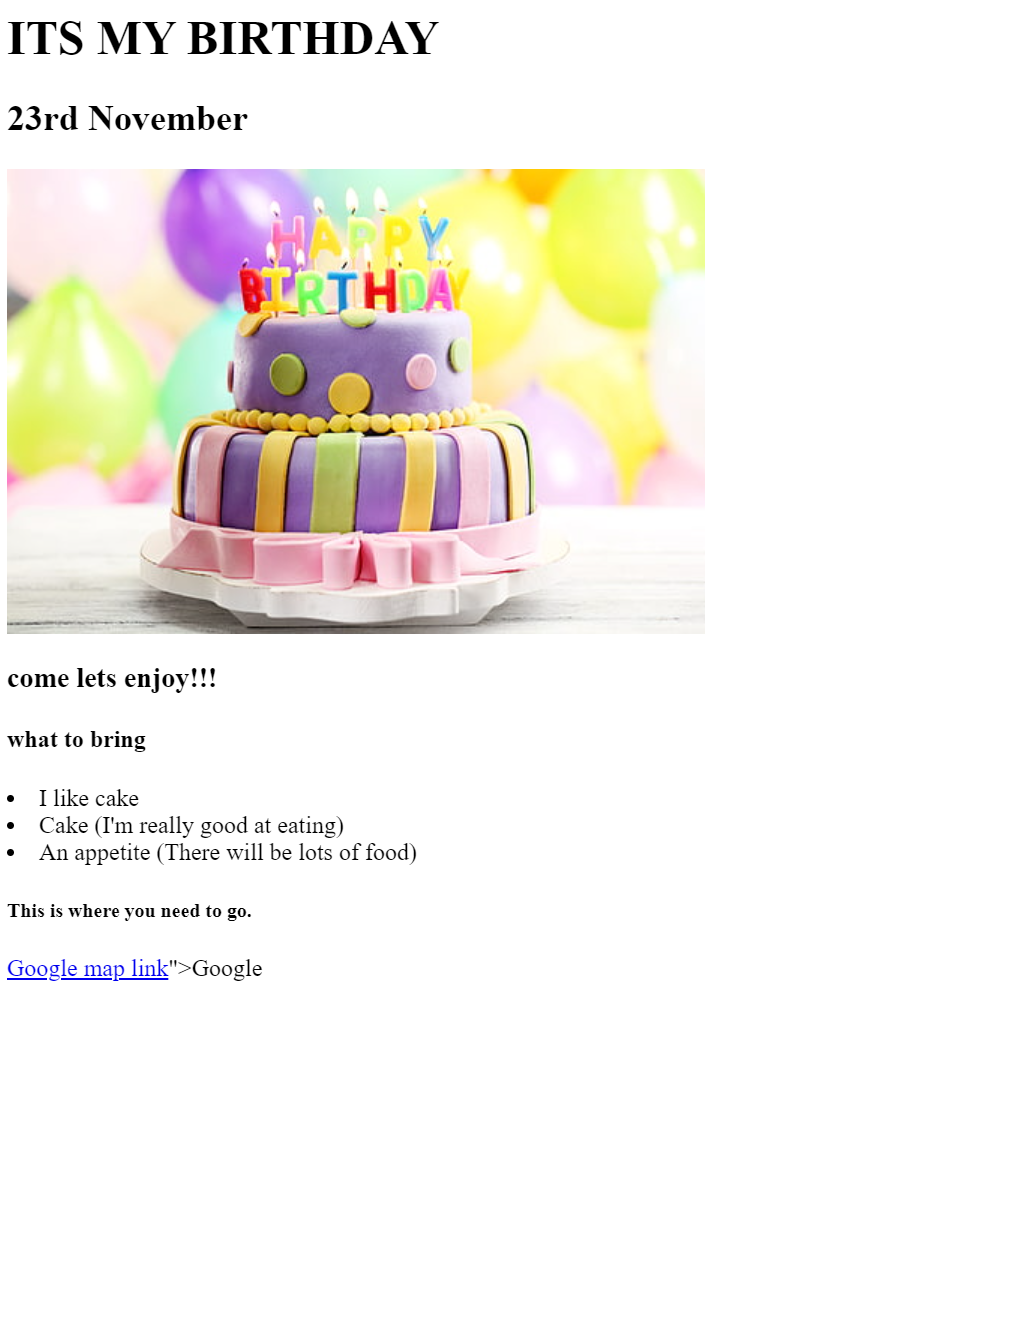 ITS MY BIRTHDAY
23rd November
HAPPY
BIRTHDAY
come lets enjoy!!!
what to bring
I like cake
Cake (I'm really good at eating)
An appetite (There will be lots of food)
This is where you need to go.
Google map link">Google